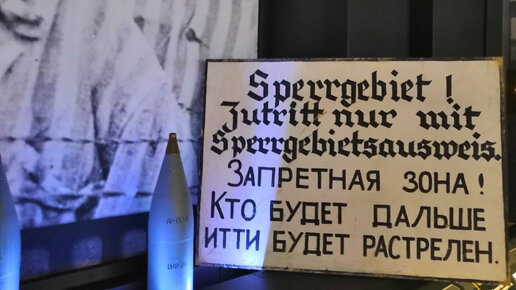 Sperrgebiet !
Zutritt nur mit
Sperrgebietsausweis.
ЗАПРЕТНАЯ ЗОНА !
КТО БУДЕТ ДАЛЬШЕ
ИТТИ БУДЕТ РАСТРЕЛЕН.